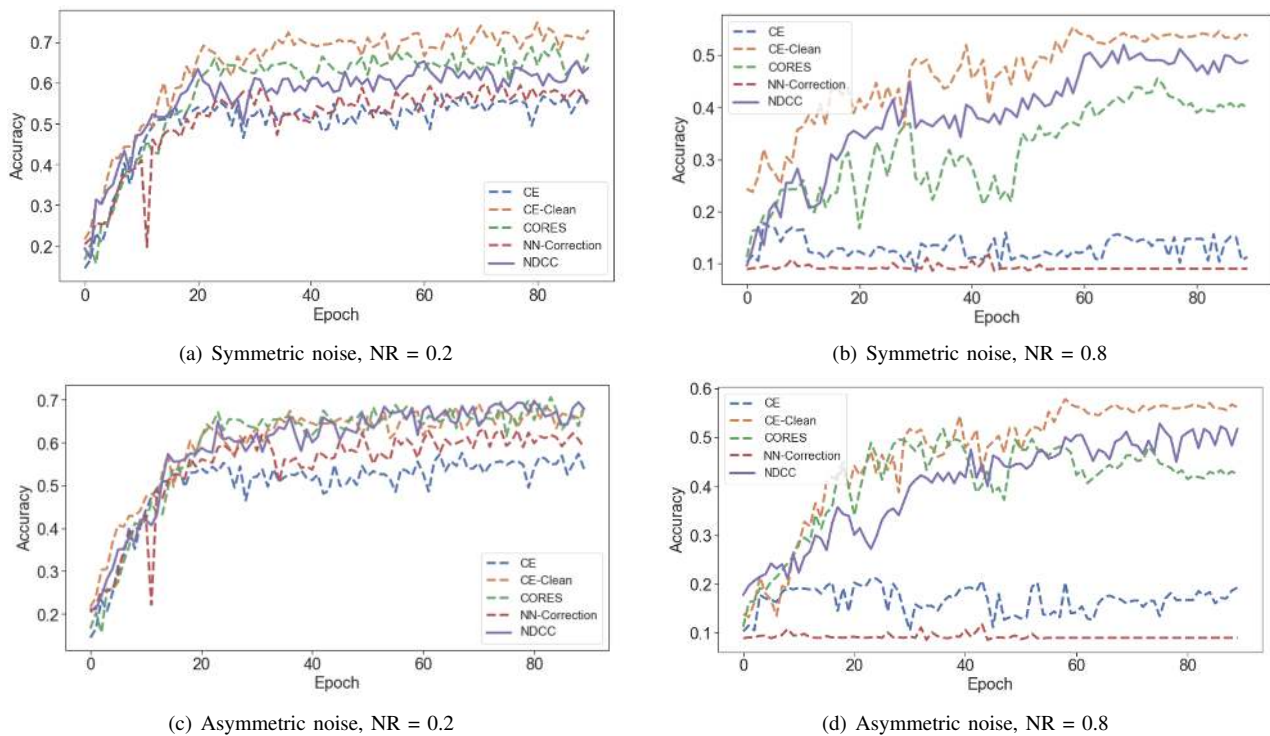 0.7
0.6
0.5
0.4
0.3
0.2
Accuracy
CE
CE-Clean
CORES
NN-Correction
NDCC
0 20 40 60 80
Epoch
(a) Symmetric noise, NR = 0.2
CE
CE-Clean
CORES
NN-Correction
NDCC
0.5
0.4
0.3
0.2
0.1
Accuracy
0 20 40 60 80
Epoch
(b) Symmetric noise, NR = 0.8
0.7
0.6
0.5
0.4
0.3
0.2
Accuracy
CE
CE-Clean
CORES
NN-Correction
NDCC
0 20 40 60 80
Epoch
(c) Asymmetric noise, NR = 0.2
0.6
0.5
0.4
0.3
0.2
0.1
Accuracy
CE
CE-Clean
CORES
NN-Correction
NDCC
0 20 40 60 80
Epoch
(d) Asymmetric noise, NR = 0.8